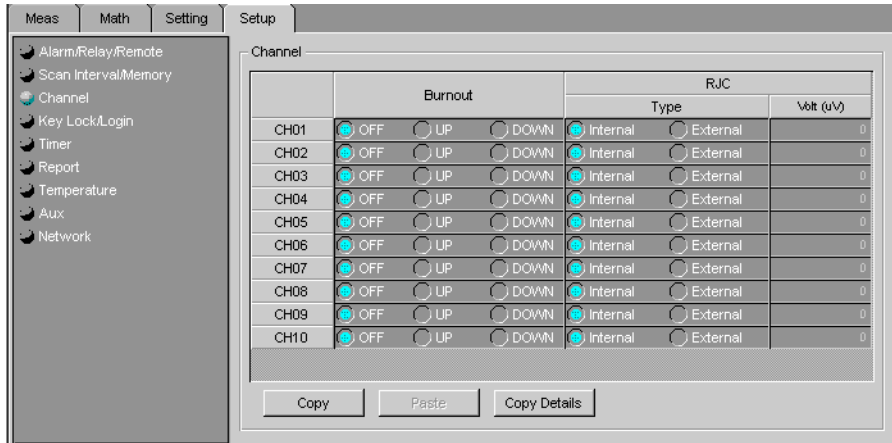 Meas Math Setting Setup
Alarm/Relay/Remote
Scan Interval/Memory
Channel
Key Lock/Login
Timer
Report
Temperature
Aux
Network
Channel
Burnout RJC
Type Volt (uV)
CH01 OFF UP DOWN Internal External 0
CH02 OFF UP DOWN Internal External 0
CH03 OFF UP DOWN Internal External 0
CH04 OFF UP DOWN Internal External 0
CH05 OFF UP DOWN Internal External 0
CH06 OFF UP DOWN Internal External 0
CH07 OFF UP DOWN Internal External 0
CH08 OFF UP DOWN Internal External 0
CH09 OFF UP DOWN Internal External 0
CH10 OFF UP DOWN Internal External 0
Copy Paste Copy Details